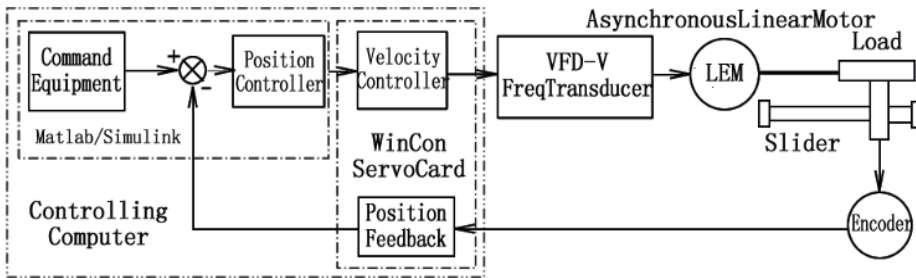 AsynchronousLinearMotor
Command
Equipment
+
-
Position
Controller
Velocity
Controller
VFD-V
FreqTransducer
LEM
Load
Matlab/Simulink
WinCon
ServoCard
Slider
Controlling
Computer
Position
Feedback
Encoder